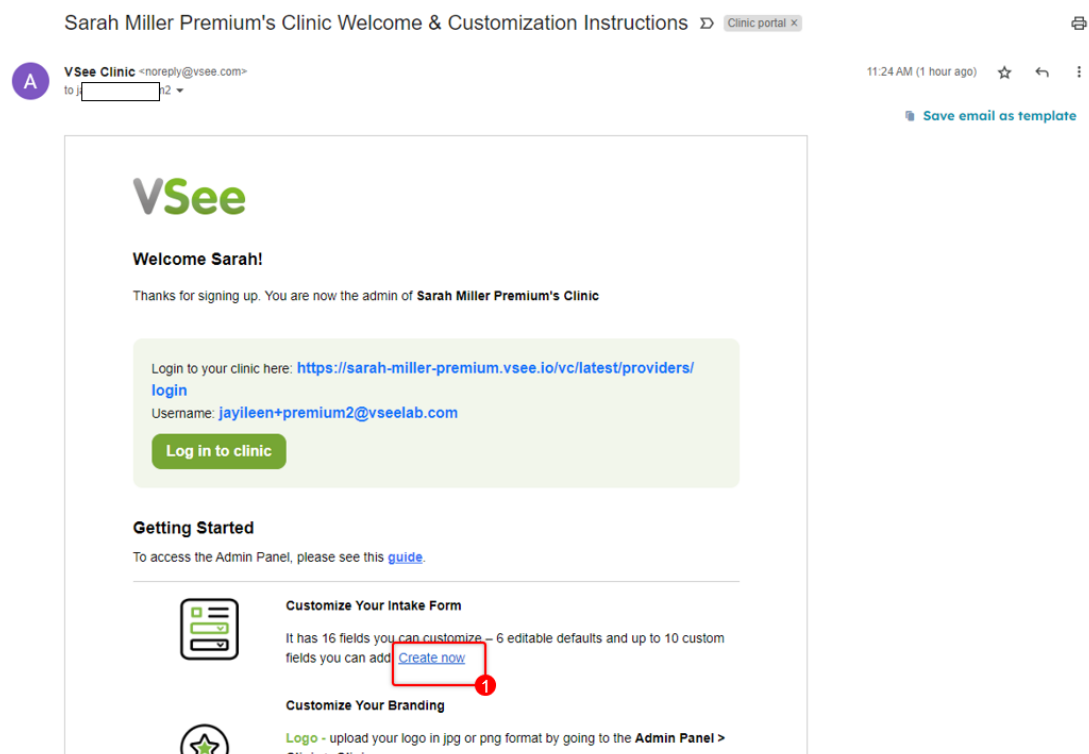 Sarah Miller Premium's Clinic Welcome & Customization Instructions Clinic portal ×
A
VSee Clinic <noreply@vsee.com>
11:24 AM (1 hour ago)
to j n2
Save email as template
VSee
Welcome Sarah!
Thanks for signing up. You are now the admin of Sarah Miller Premium's Clinic
Login to your clinic here: https://sarah-miller-premium.vsee.io/vc/latest/providers/
login
Username: jayileen+premium2@vseelab.com
Log in to clinic
Getting Started
To access the Admin Panel, please see this guide.
Customize Your Intake Form
It has 16 fields you can customize – 6 editable defaults and up to 10 custom
fields you can add Create now
1
Customize Your Branding
Logo - upload your logo in jpg or png format by going to the Admin Panel >